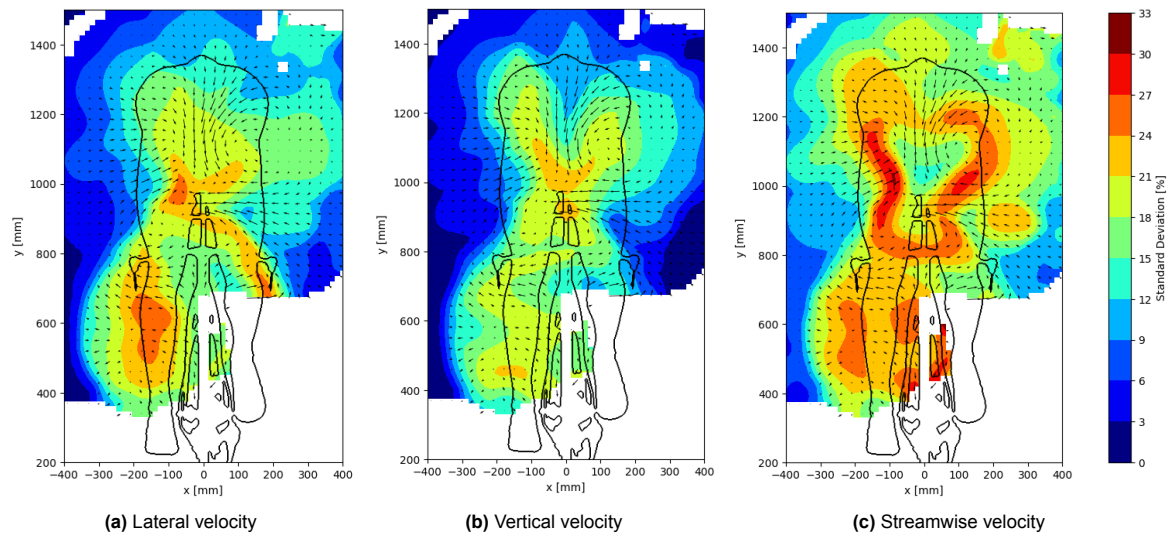 1400
1200
1000
800
600
400
200
y [mm]
−400 −300 −200 −100 0 100 200 300 400
x [mm]
(a) Lateral velocity
1400
1200
1000
800
600
400
200
y [mm]
−400 −300 −200 −100 0 100 200 300 400
x [mm]
(b) Vertical velocity
1400
1200
1000
800
600
400
200
y [mm]
−400 −300 −200 −100 0 100 200 300 400
x [mm]
(c) Streamwise velocity
33
30
27
24
21
18
15
12
9
6
3
0
Standard Deviation [%]